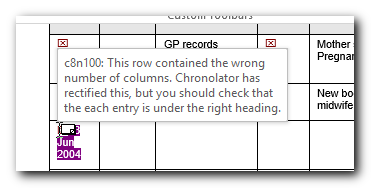 Custom Toolbars
GP records
Mother
Pregnan
c8n100: This row contained the wrong
number of columns. Chronolator has
rectified this, but you should check that
the each entry is under the right heading.
New bo
midwife
Jun
2004